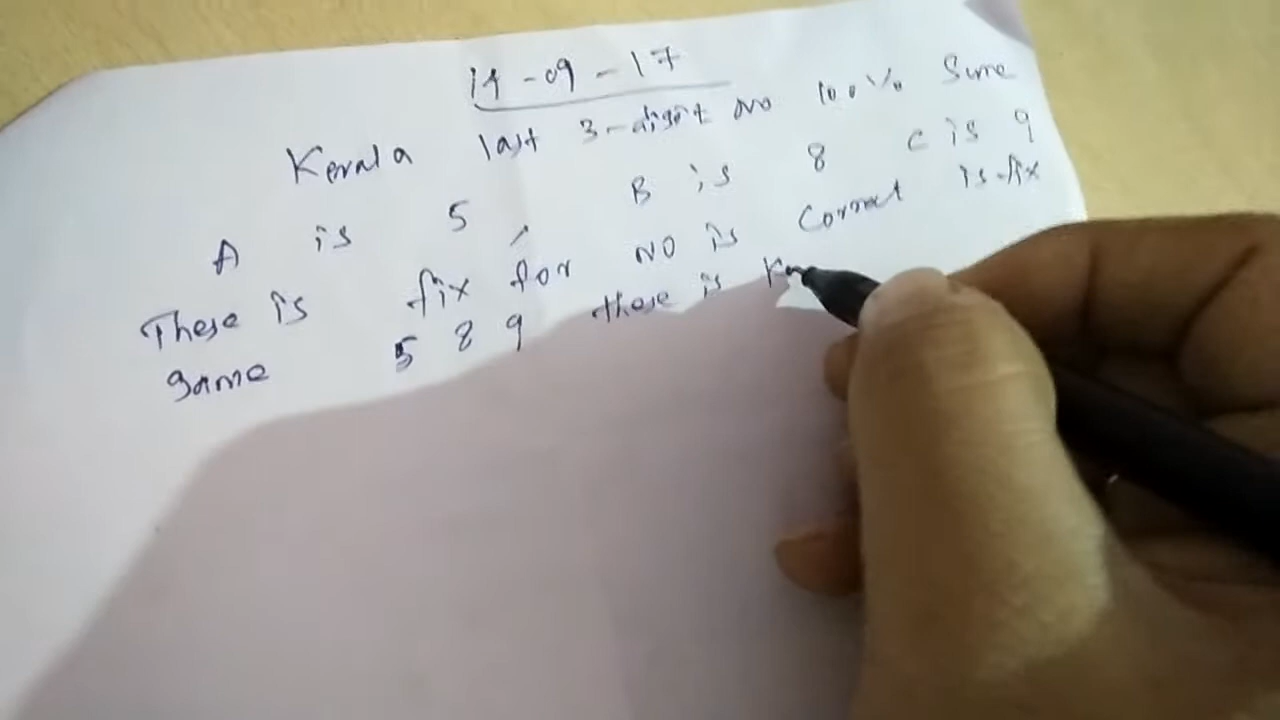 14-09-17
Kerala last 3-digit no 100% Sure
A is 5, B is 8 C is 9
These is fix for NO is Correct is fix
game 5 8 9 these is